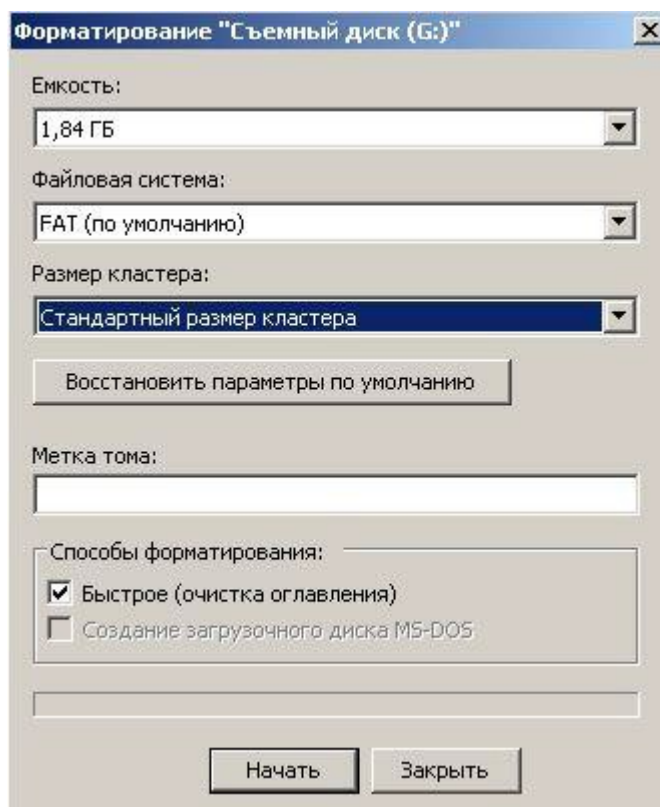 Форматирование "Съемный диск (G:)"
Емкость:
1,84 ГБ
Файловая система:
FAT (по умолчанию)
Размер кластера:
Стандартный размер кластера
Восстановить параметры по умолчанию
Метка тома:
Способы форматирования:
Быстрое (очистка оглавления)
Создание загрузочного диска MS-DOS
Начать Закрыть